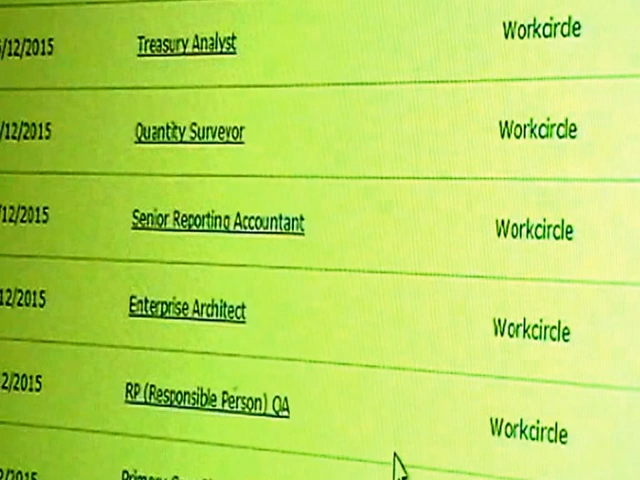 /12/2015 Treasury Analyst Workcircle
/12/2015 Quantity Surveyor Workcircle
/12/2015 Senior Reporting Accountant Workcircle
12/2015 Enterprise Architect Workcircle
2/2015 RP (Responsible Person) QA Workcircle